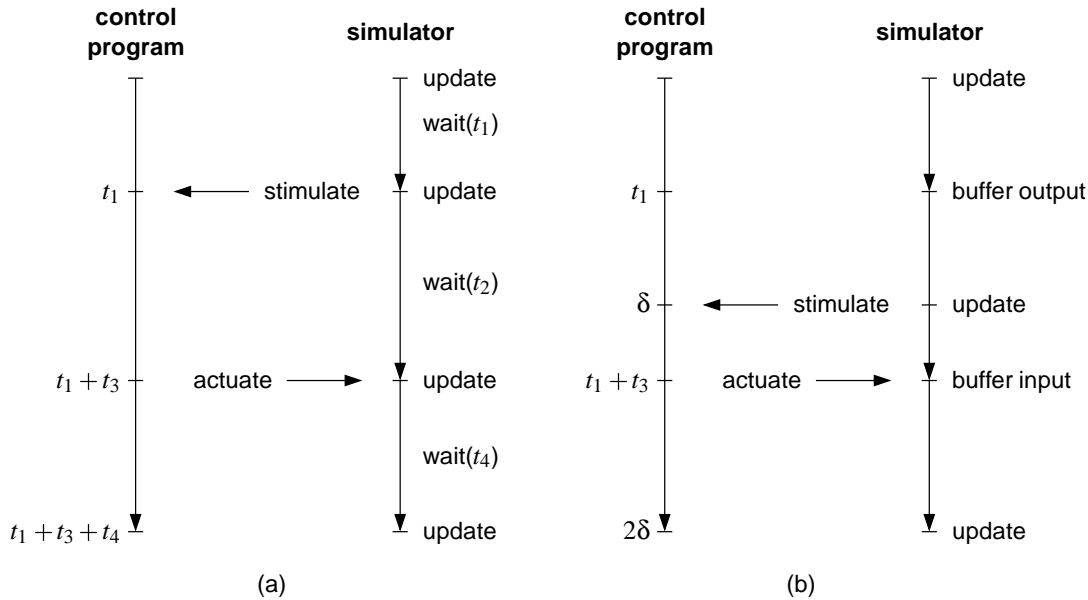 control
program
simulator
update
wait(t₁)
t₁
stimulate
update
wait(t₂)
t₁ + t₃
actuate
update
wait(t₄)
t₁ + t₃ + t₄
update
(a)
control
program
simulator
update
t₁
buffer output
δ
stimulate
update
t₁ + t₃
actuate
buffer input
2δ
update
(b)